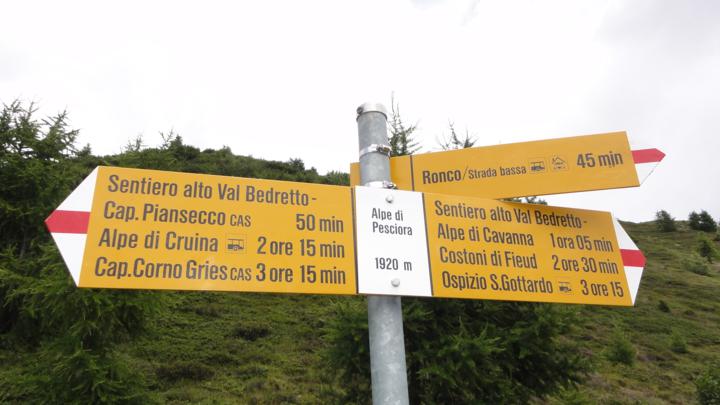 Ronco/Strada bassa 45 min
Sentiero alto Val Bedretto-
Cap. Piansecco CAS 50 min
Alpe di Cruina 2 ore 15 min
Cap. Corno Gries CAS 3 ore 15 min
Alpe di
Pesciora
1920 m
Sentiero alto Val Bedretto-
Alpe di Cavanna 1 ora 05 min
Costoni di Fieud 2 ore 30 min
Ospizio S.Gottardo 3 ore 15